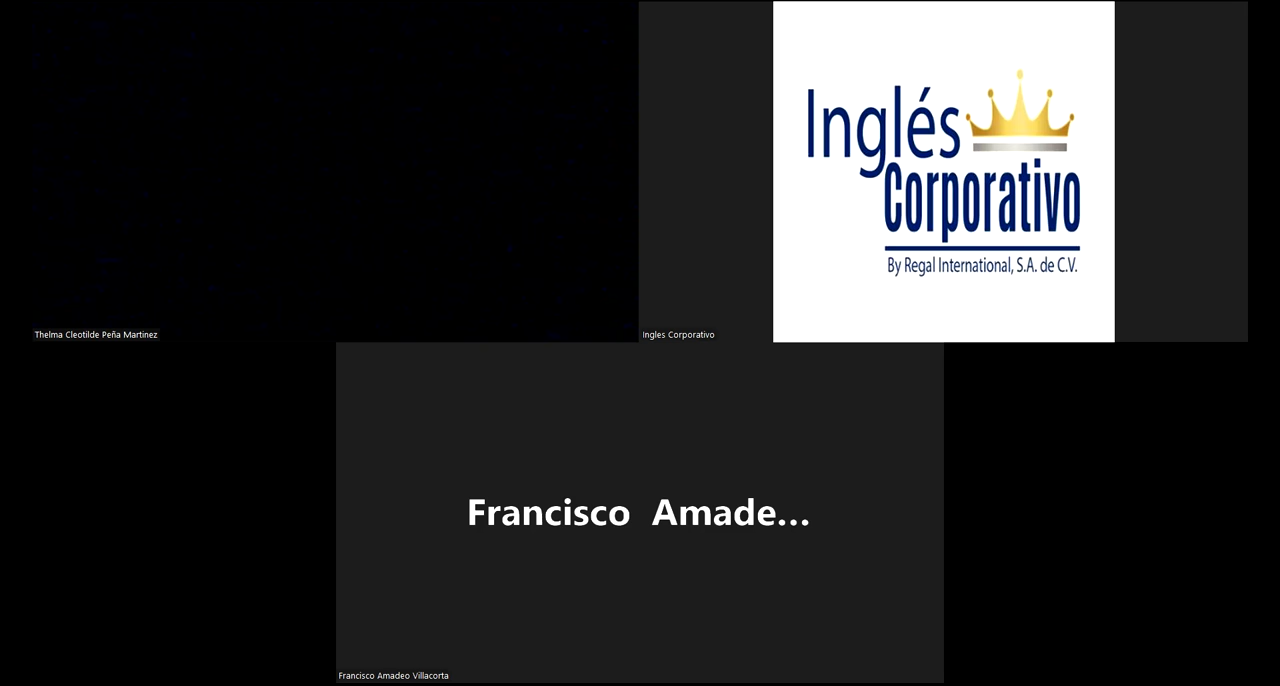 Inglés
Corporativo
By Regal International, S.A. de C.V.
Thelma Cleotilde Peña Martinez
Ingles Corporativo
Francisco Amade...
Francisco Amadeo Villacorta